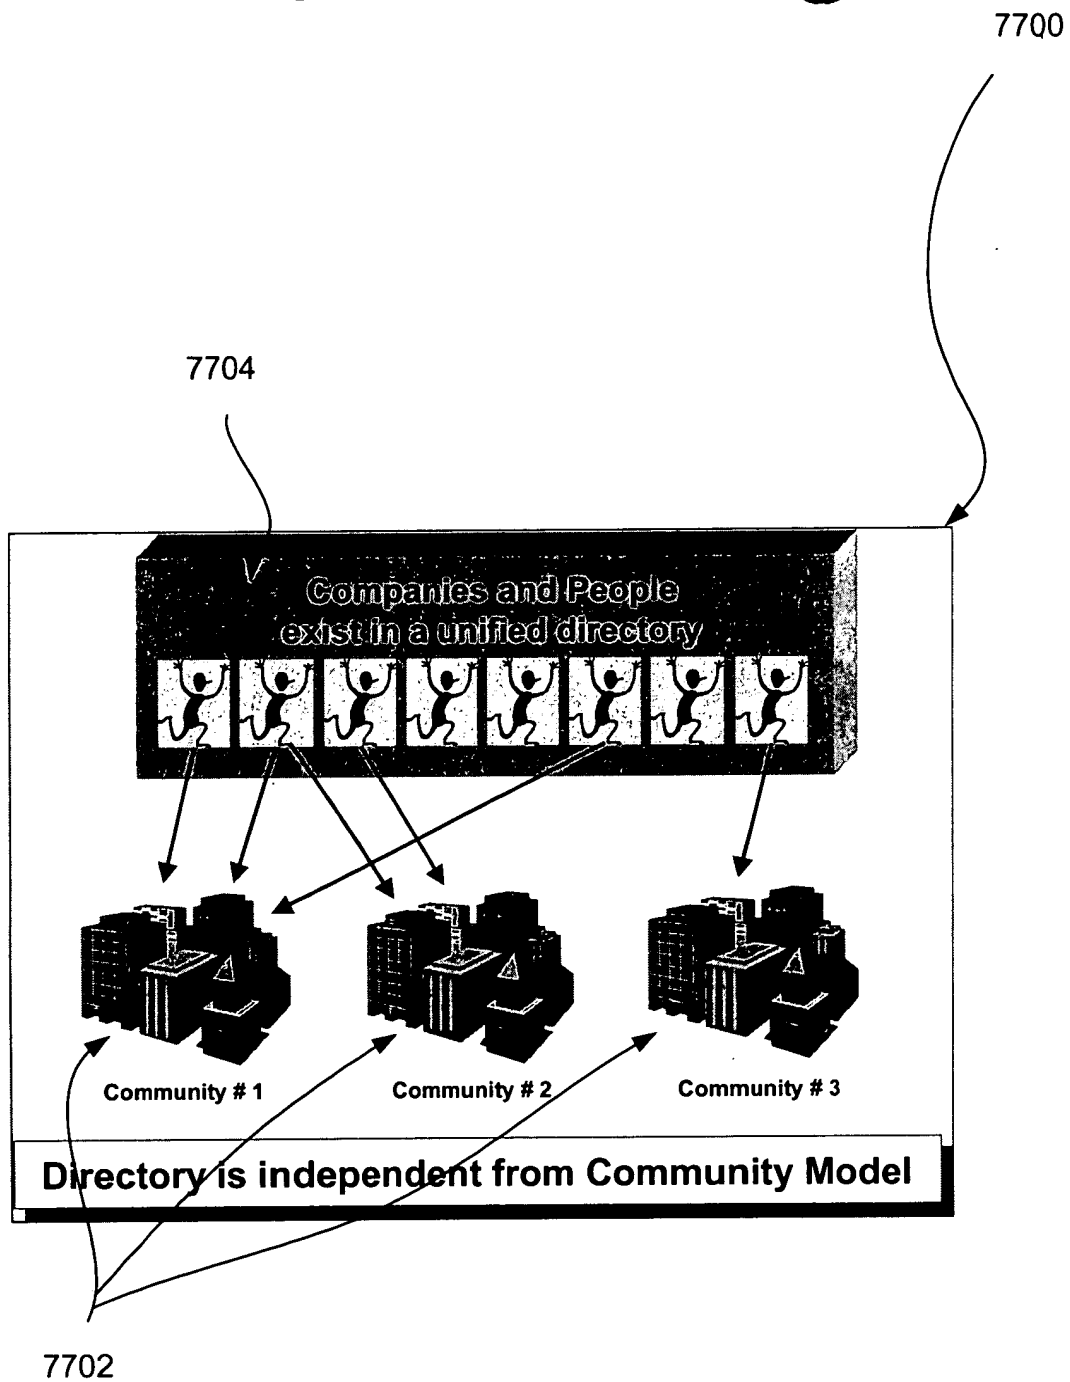 7700
7704
Companies and People
exist in a unified directory
Community # 1
Community # 2
Community # 3
Directory is independent from Community Model
7702